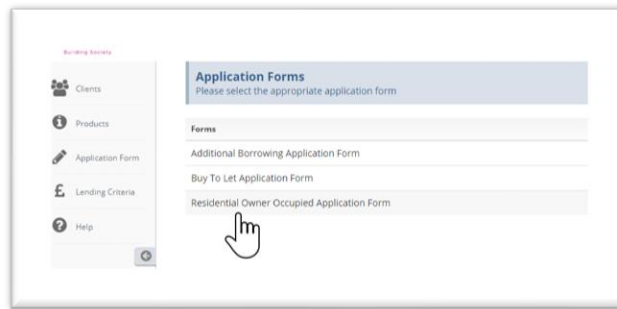 Building Society
Clients
Products
Application Form
Lending Criteria
Help
Application Forms
Please select the appropriate application form
Forms
Additional Borrowing Application Form
Buy To Let Application Form
Residential Owner Occupied Application Form